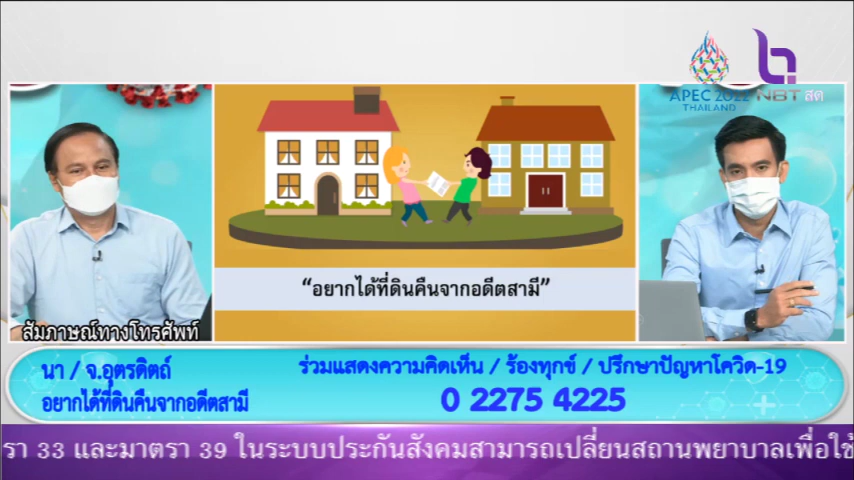 APEC 2022
THAILAND
NBT สด
“อยากได้ที่ดินคืนจากอดีตสามี”
สัมภาษณ์ทางโทรศัพท์
นา / จ.อุตรดิตถ์
อยากได้ที่ดินคืนจากอดีตสามี
ร่วมแสดงความคิดเห็น / ร้องทุกข์ / ปรึกษาปัญหาโควิด-19
0 2275 4225
รา 33 และมาตรา 39 ในระบบประกันสังคมสามารถเปลี่ยนสถานพยาบาลเพื่อใช้